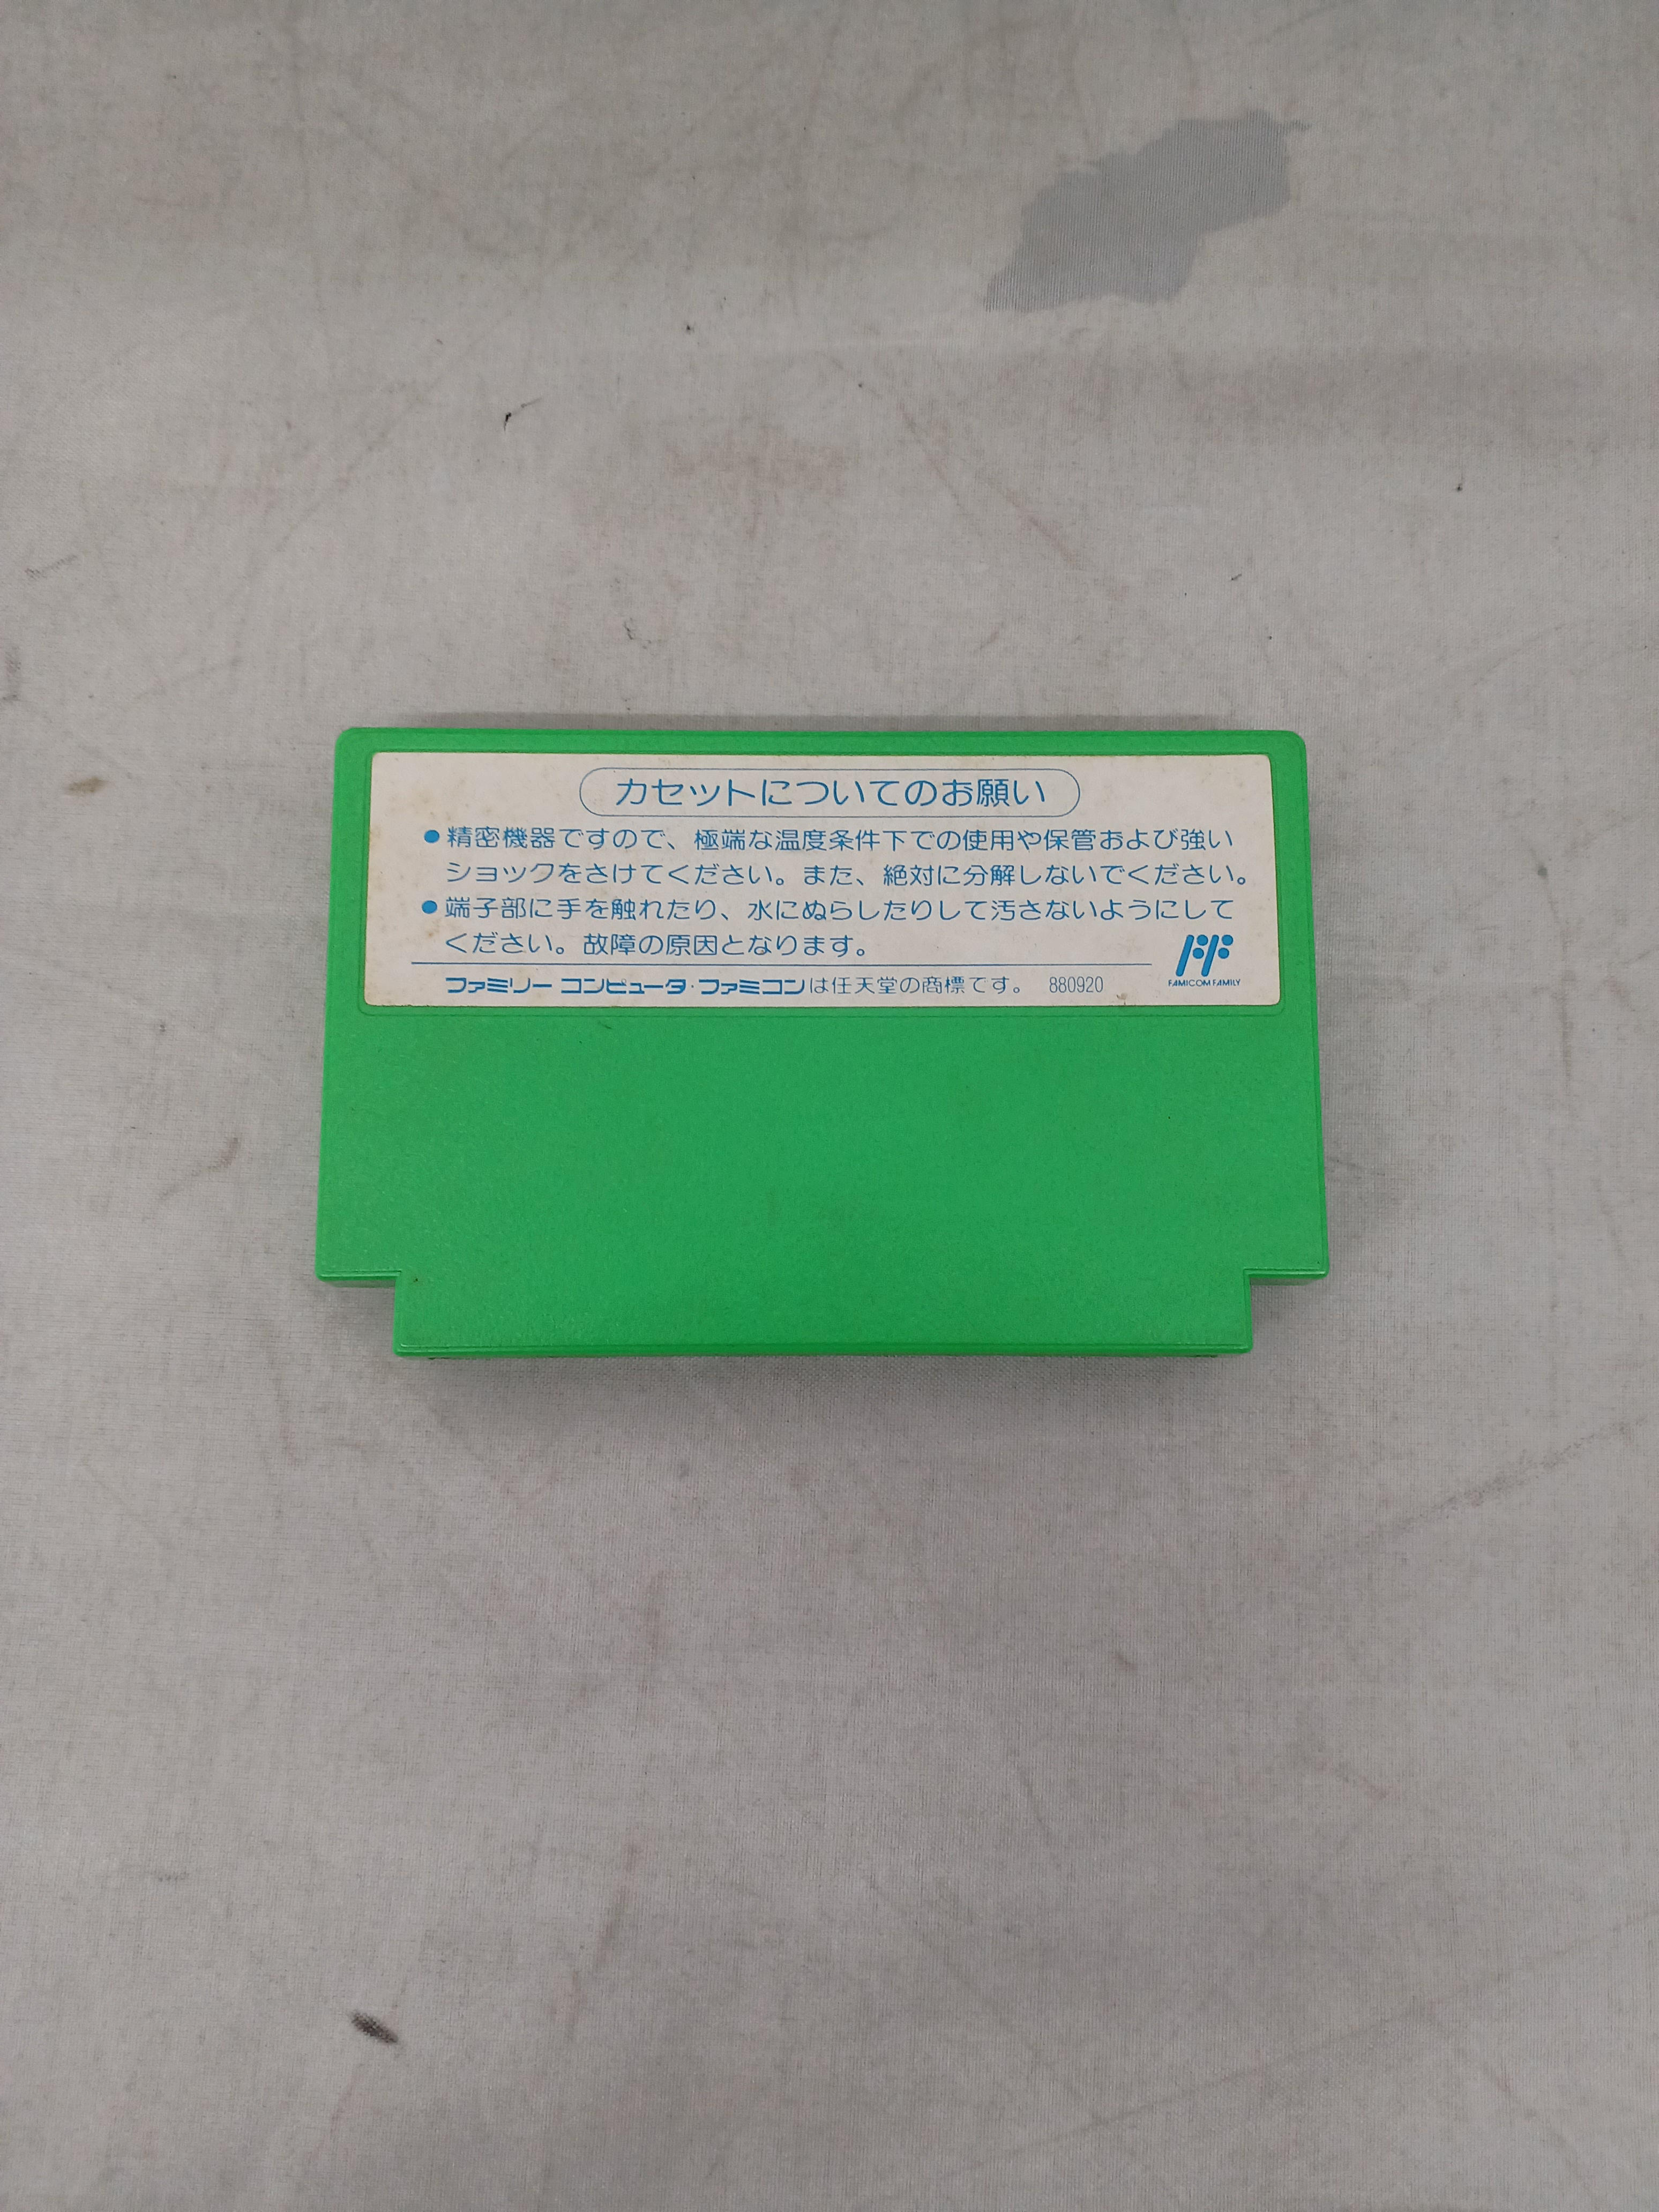 カセットについてのお願い
●精密機器ですので、極端な温度条件下での使用や保管および強い
ショックをさけてください。また、絶対に分解しないでください。
●端子部に手を触れたり、水にぬらしたりして汚さないようにして
ください。故障の原因となります。
ファミリー コンピュータ・ファミコンは任天堂の商標です。 880920
FAMICOM FAMILY